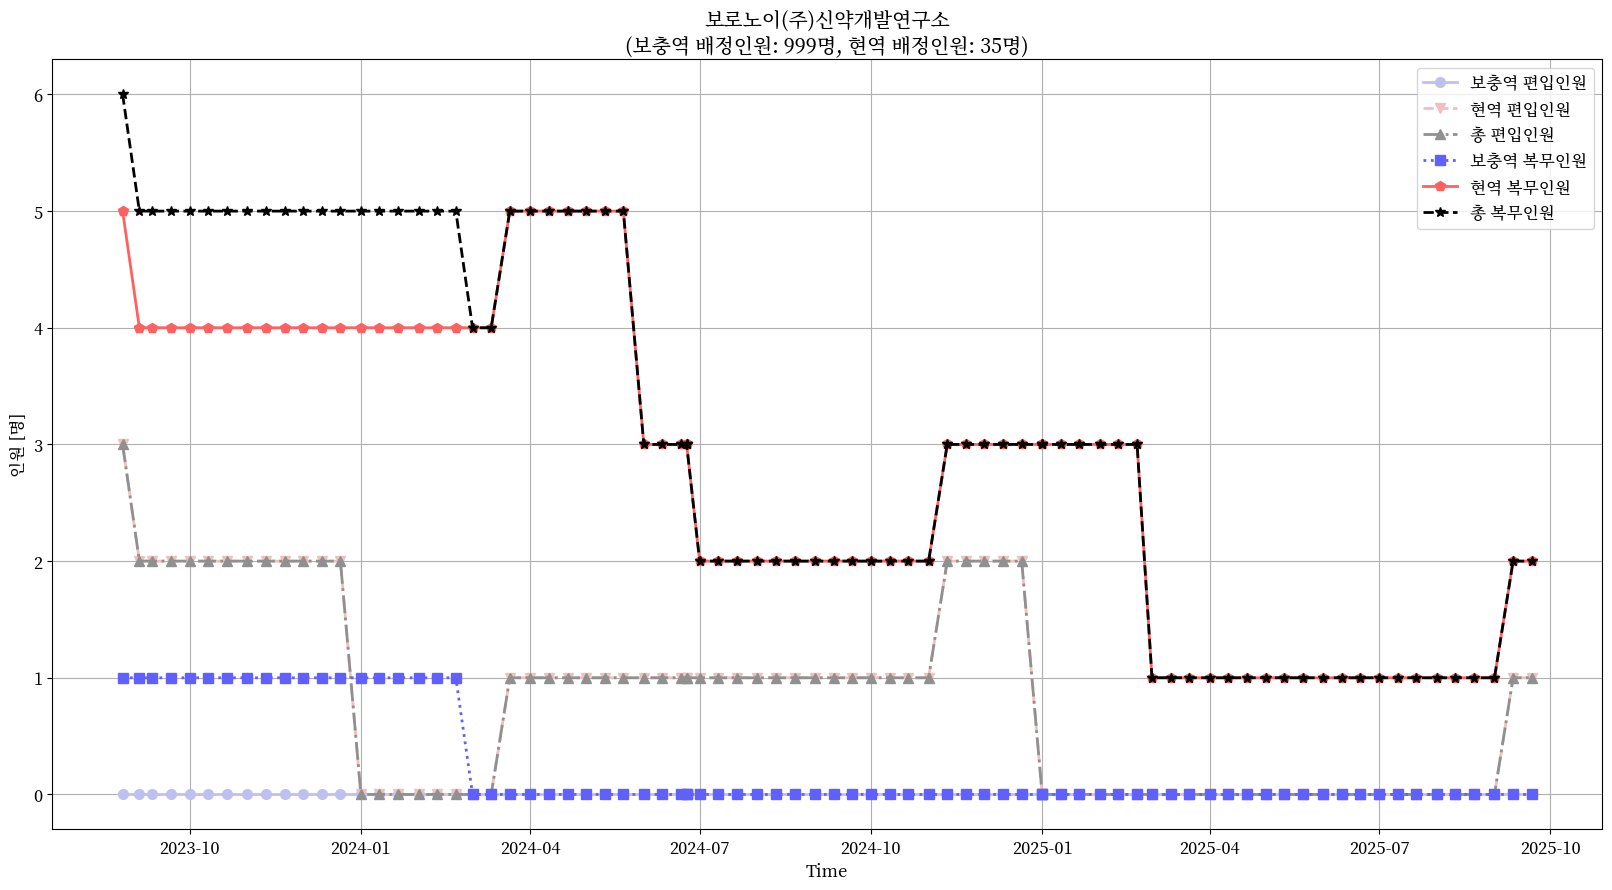 보로노이(주)신약개발연구소
(보충역 배정인원: 999명, 현역 배정인원: 35명)
보충역 편입인원
현역 편입인원
총 편입인원
보충역 복무인원
현역 복무인원
총 복무인원
인원 [명]
6
5
4
3
2
1
0
2023-10
2024-01
2024-04
2024-07
2024-10
2025-01
2025-04
2025-07
2025-10
Time